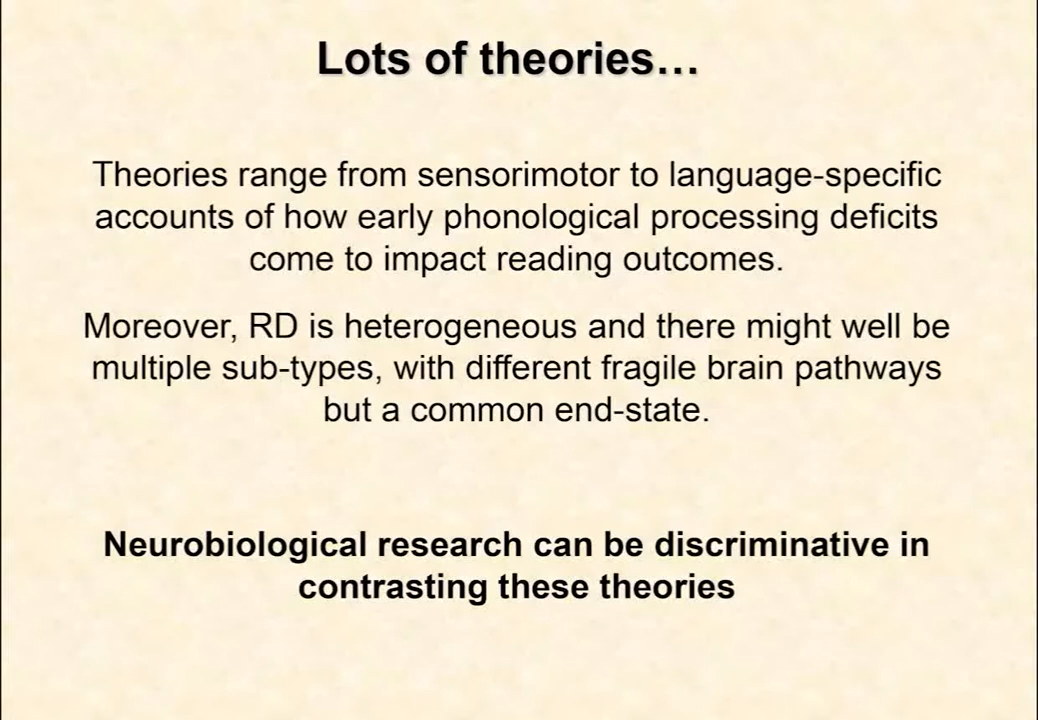 Lots of theories…
Theories range from sensorimotor to language-specific
accounts of how early phonological processing deficits
come to impact reading outcomes.
Moreover, RD is heterogeneous and there might well be
multiple sub-types, with different fragile brain pathways
but a common end-state.
Neurobiological research can be discriminative in
contrasting these theories